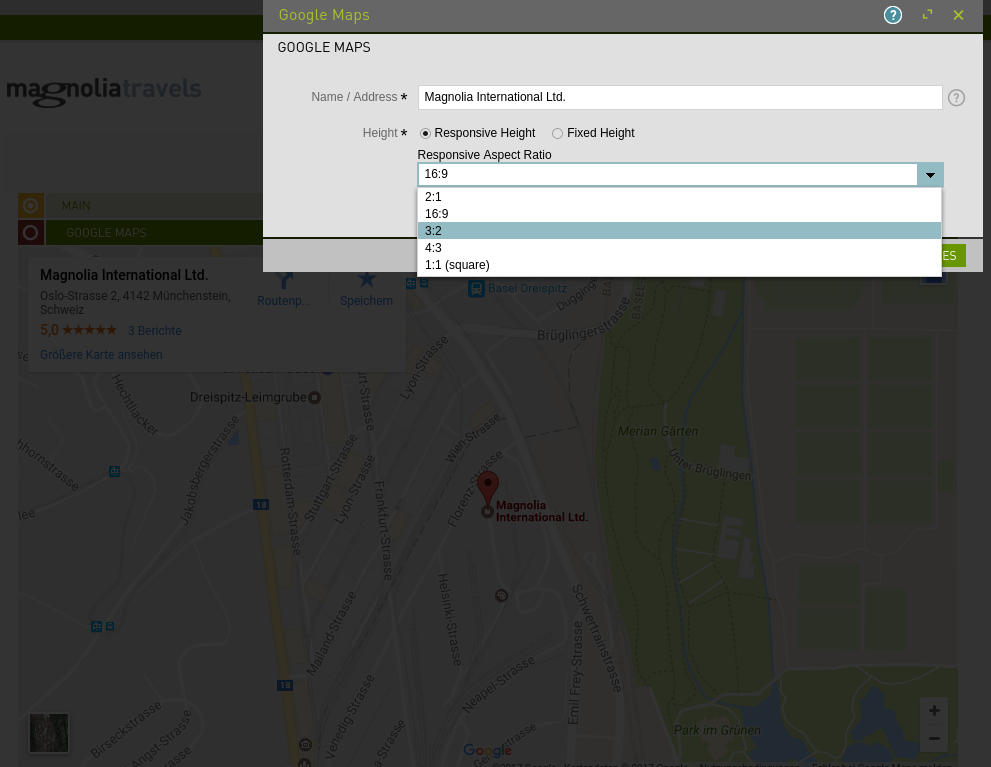 Google Maps
?
GOOGLE MAPS
magnoliatravels
Name / Address *
Magnolia International Ltd.
?
Height *
Responsive Height
Fixed Height
Responsive Aspect Ratio
16:9
2:1
16:9
3:2
4:3
1:1 (square)
ES
MAIN
GOOGLE MAPS
Magnolia International Ltd.
Oslo-Strasse 2, 4142 Münchenstein,
Schweiz
5,0 ★★★★★ 3 Berichte
Größere Karte ansehen
Routenp...
Speichern
Basel Dreispitz
Brüglingerstrasse
Dreispitz-Leimgrube
Hechtliacker
Lyon-Strasse
Wien-Strasse
Merian Gärten
Unter Brüglingen
Jakobsbergerstrasse
Rotterdam-Strasse
Stuttgart-Strasse
Lyon-Strasse
Frankfurt-Strasse
Florenz-Strasse
18
Magnolia
International Ltd.
Helsinki-Strasse
Schwertrainstrasse
Mailand-Strasse
Emil Frey-Strasse
Neapel-Strasse
18
Birseckstrasse
Angst-Strasse
Venedig-Strasse
Park im Grünen
Google
+
−